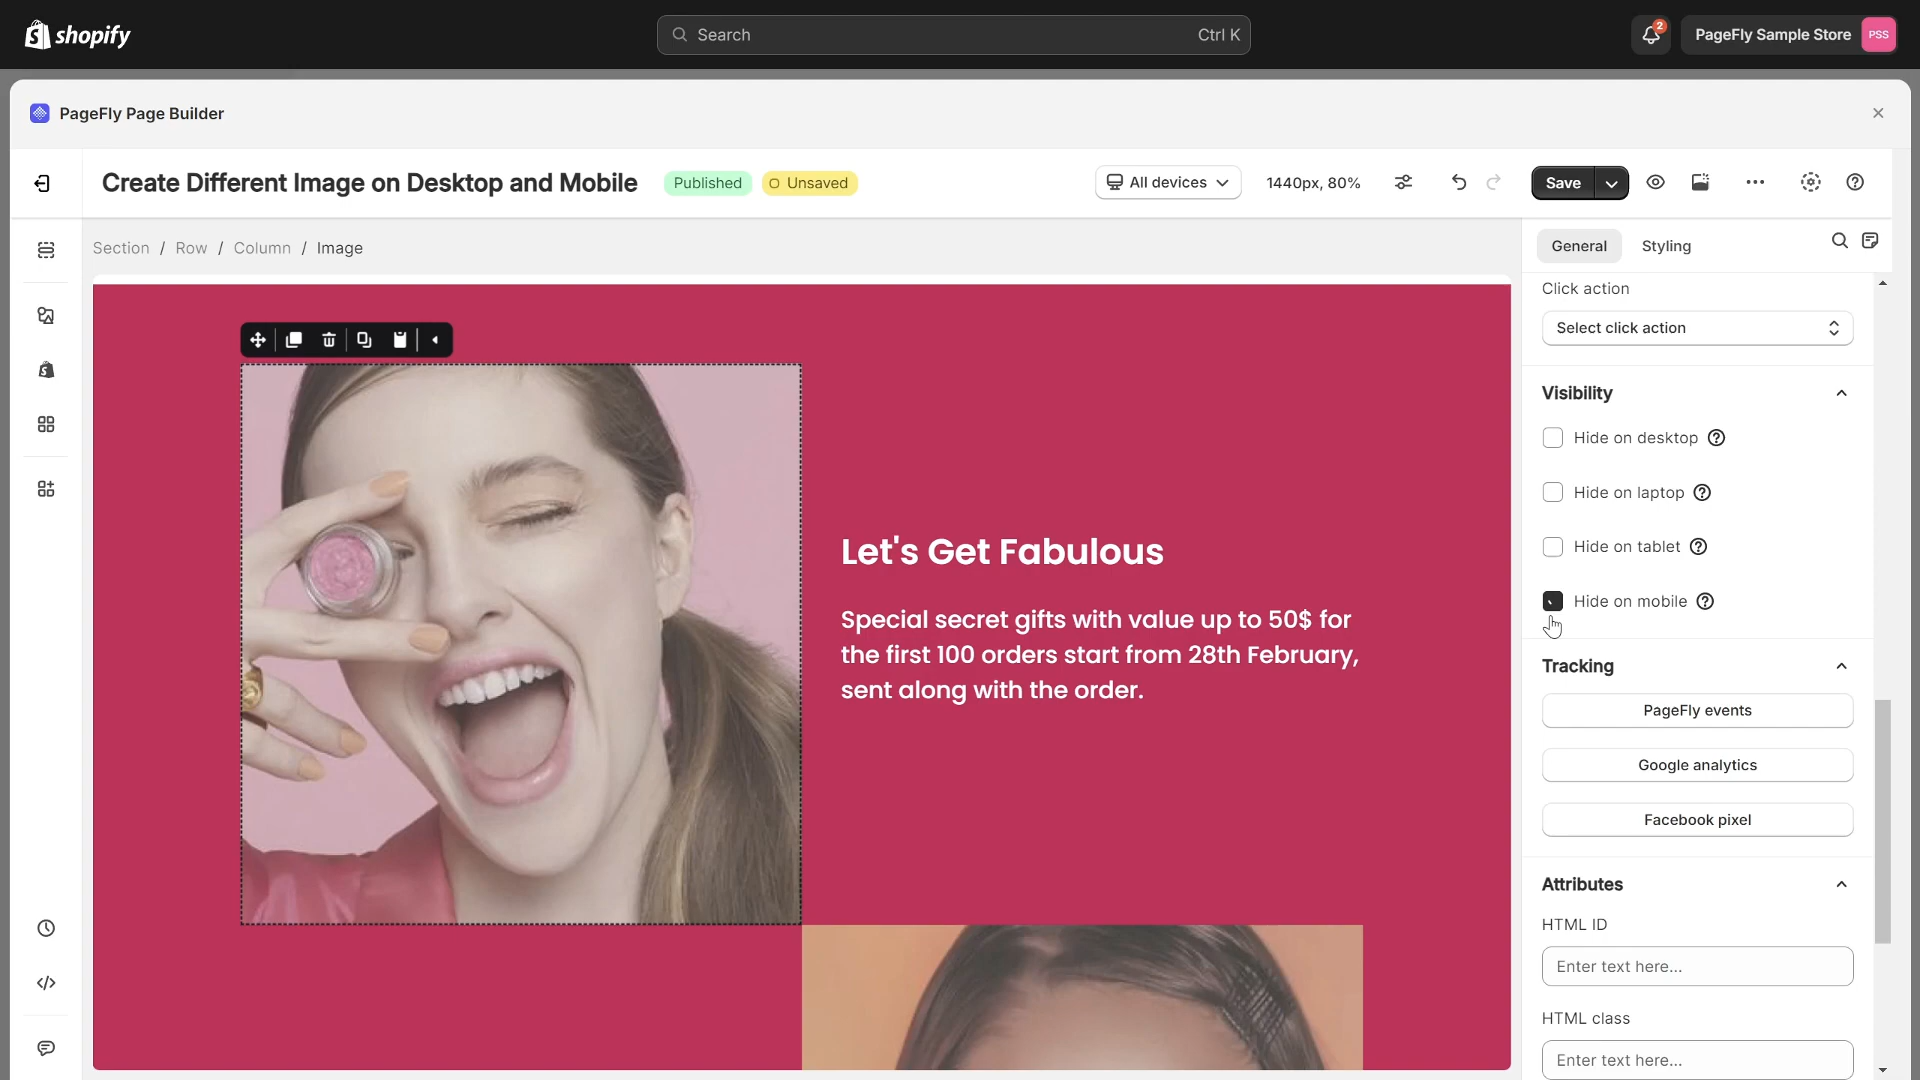 shopify
Search
Ctrl K
2
PageFly Sample Store
PSS
PageFly Page Builder
Create Different Image on Desktop and Mobile
Published
Unsaved
All devices
1440px, 80%
Save
Section / Row / Column / Image
General
Styling
Click action
Select click action
Visibility
Hide on desktop
Hide on laptop
Hide on tablet
Hide on mobile
Tracking
PageFly events
Google analytics
Facebook pixel
Attributes
HTML ID
Enter text here...
HTML class
Enter text here...
Let's Get Fabulous
Special secret gifts with value up to 50$ for
the first 100 orders start from 28th February,
sent along with the order.